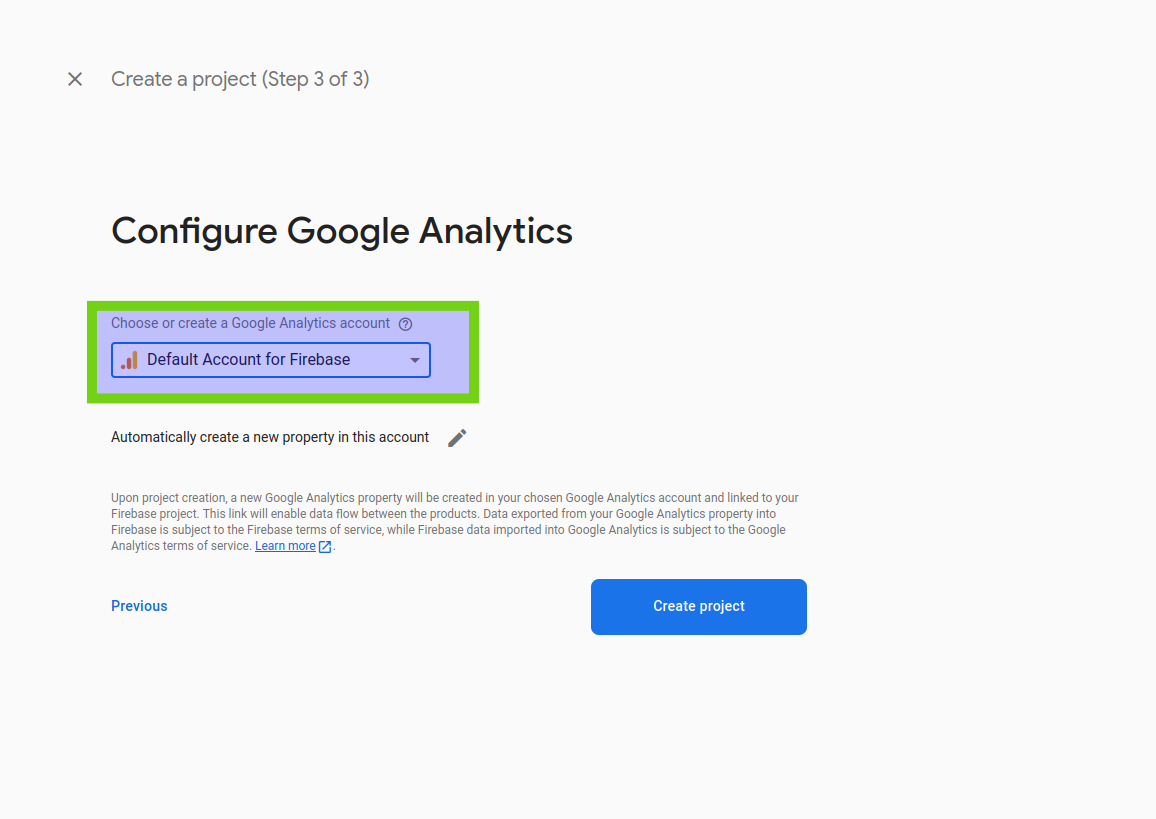 Create a project (Step 3 of 3)
Configure Google Analytics
Choose or create a Google Analytics account
Default Account for Firebase
Automatically create a new property in this account
Upon project creation, a new Google Analytics property will be created in your chosen Google Analytics account and linked to your
Firebase project. This link will enable data flow between the products. Data exported from your Google Analytics property into
Firebase is subject to the Firebase terms of service, while Firebase data imported into Google Analytics is subject to the Google
Analytics terms of service. Learn more.
Previous
Create project